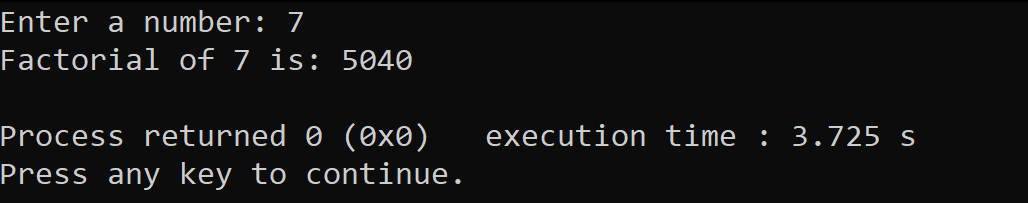 Enter a number: 7
Factorial of 7 is: 5040
Process returned 0 (0x0)   execution time : 3.725 s
Press any key to continue.